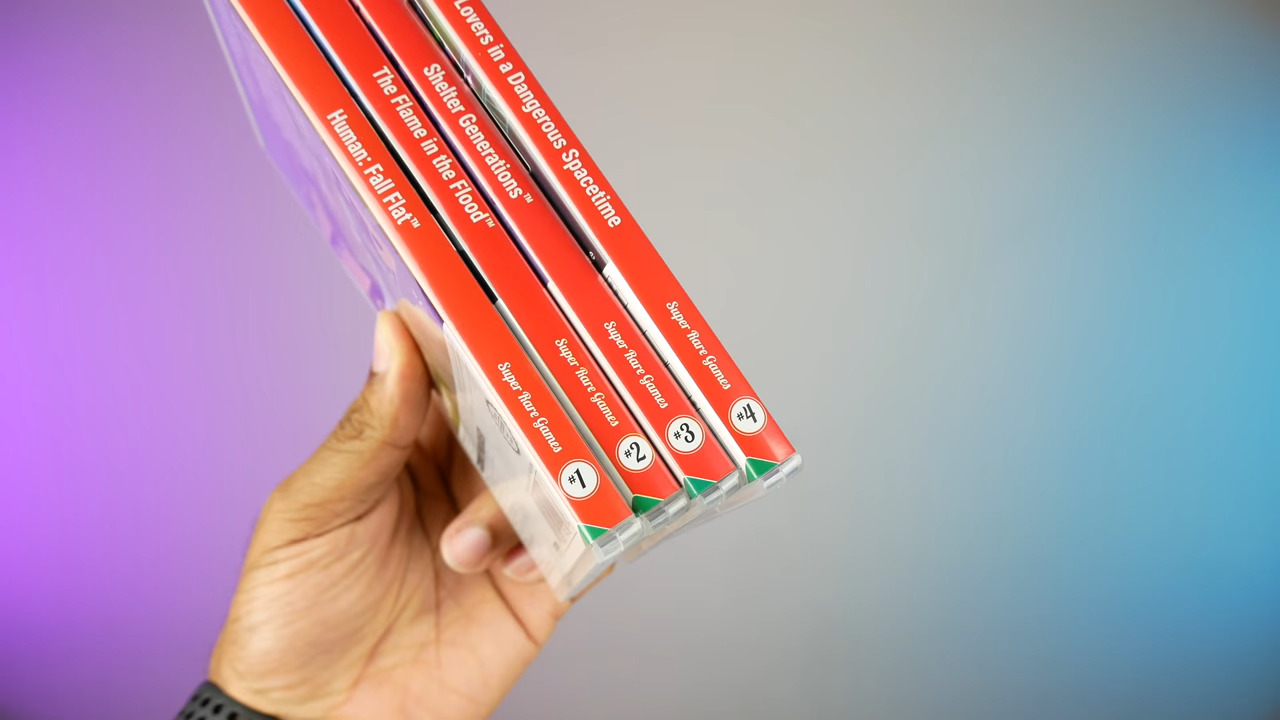 Human: Fall Flat™
Super Rare Games
#1
The Flame in the Flood™
Super Rare Games
#2
Shelter Generations™
Super Rare Games
#3
Lovers in a Dangerous Spacetime
Super Rare Games
#4